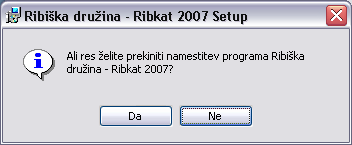 Ribiška družina - Ribkat 2007 Setup
Ali res želite prekiniti namestitev programa Ribiška
družina - Ribkat 2007?
Da
Ne